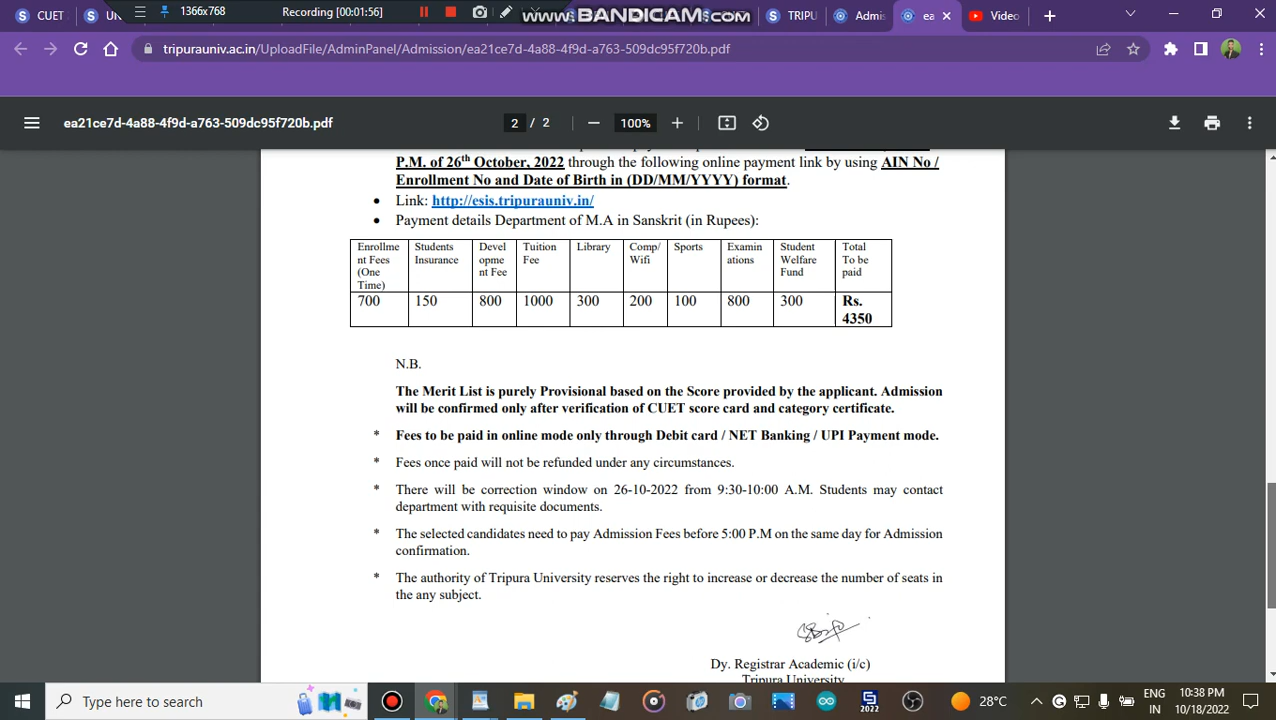 CUET
UN
1366x768
Recording [00:01:56]
www.BANDICAM.com
TRIPU
Admis
ea
Video
tripurauniv.ac.in/UploadFile/AdminPanel/Admission/ea21ce7d-4a88-4f9d-a763-509dc95f720b.pdf
ea21ce7d-4a88-4f9d-a763-509dc95f720b.pdf
2 / 2
100%
P.M. of 26th October, 2022 through the following online payment link by using AIN No /
Enrollment No and Date of Birth in (DD/MM/YYYY) format.
• Link: http://esis.tripurauniv.in/
• Payment details Department of M.A in Sanskrit (in Rupees):
Enrollme Students Devel Tuition Library Comp/ Sports Examin Student Total
nt Fees Insurance opme Fee Wifi ations Welfare To be
(One nt Fee Fund paid
Time)
700 150 800 1000 300 200 100 800 300 Rs.
4350
N.B.
The Merit List is purely Provisional based on the Score provided by the applicant. Admission
will be confirmed only after verification of CUET score card and category certificate.
* Fees to be paid in online mode only through Debit card / NET Banking / UPI Payment mode.
* Fees once paid will not be refunded under any circumstances.
* There will be correction window on 26-10-2022 from 9:30-10:00 A.M. Students may contact
department with requisite documents.
* The selected candidates need to pay Admission Fees before 5:00 P.M on the same day for Admission
confirmation.
* The authority of Tripura University reserves the right to increase or decrease the number of seats in
the any subject.
Dy. Registrar Academic (i/c)
Tripura University
Type here to search
2022
28°C
ENG
IN
10:38 PM
10/18/2022